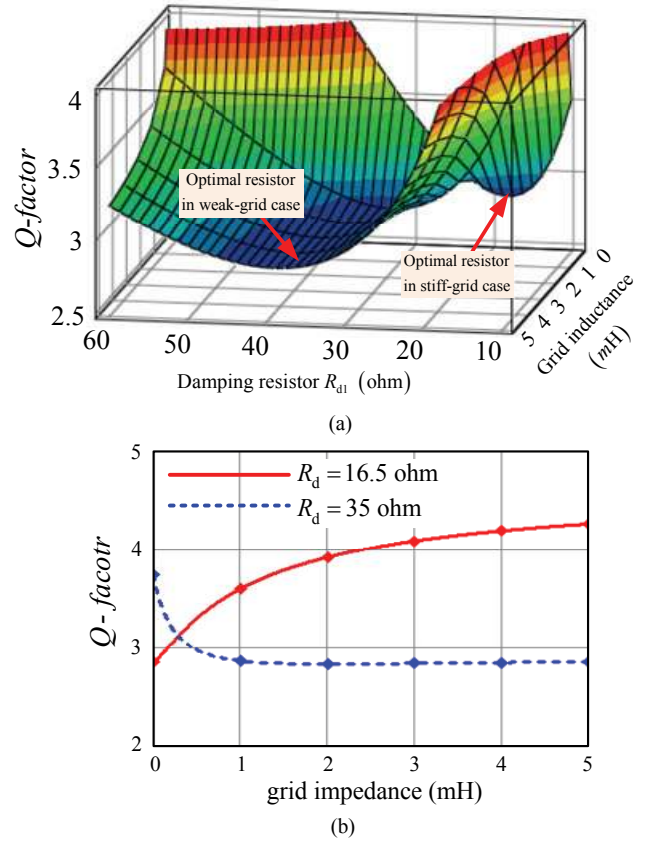 4
3.5
3
2.5
Q-factor
Optimal resistor
in weak-grid case
Optimal resistor
in stiff-grid case
60 50 40 30 20 10
Damping resistor R_d1 (ohm)
5 4 3 2 1 0
Grid inductance
(mH)
(a)
5
4
3
2
Q- facotr
R_d = 16.5 ohm
R_d = 35 ohm
0 1 2 3 4 5
grid impedance (mH)
(b)